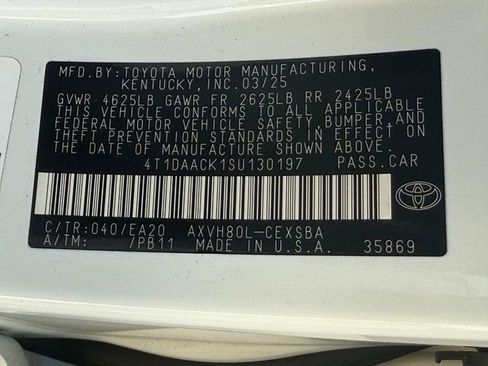 MFD.BY: TOYOTA MOTOR MANUFACTURING,
KENTUCKY, INC. 03/25
GVWR 4625LB GAWR FR 2625LB RR 2425LB
THIS VEHICLE CONFORMS TO ALL APPLICABLE
FEDERAL MOTOR VEHICLE SAFETY, BUMPER, AND
THEFT PREVENTION STANDARDS IN EFFECT ON
THE DATE OF MANUFACTURE SHOWN ABOVE.
4T1DAACK1SU130197 PASS.CAR
C/TR:040/EA20 AXVH80L-CEXSBA
A/TM: /PB11 MADE IN U.S.A. 35869